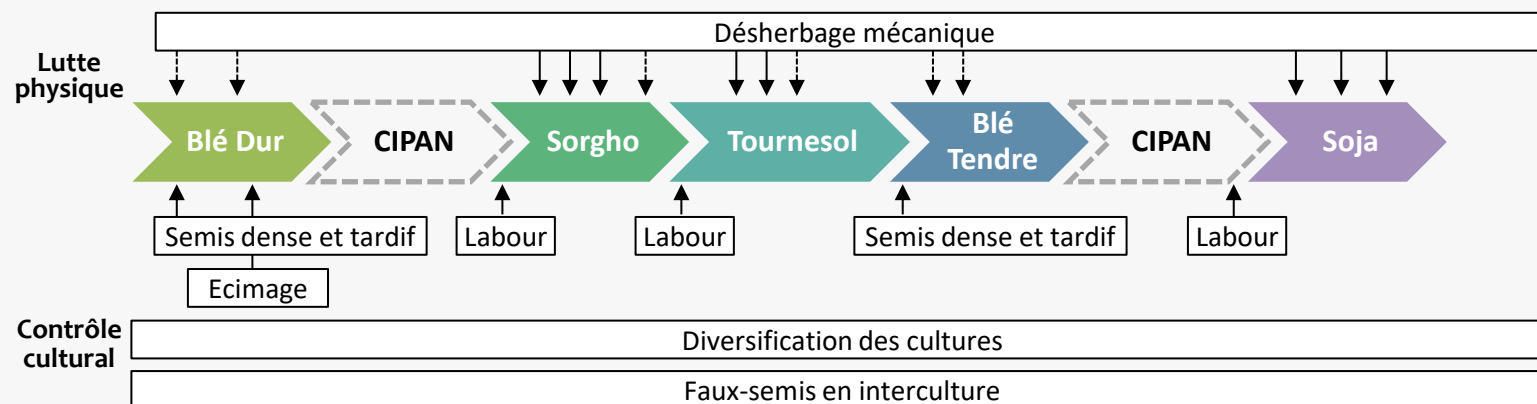 Désherbage mécanique
Lutte
physique
Blé Dur
CIPAN
Sorgho
Tournesol
Blé
Tendre
CIPAN
Soja
Semis dense et tardif
Labour
Labour
Semis dense et tardif
Labour
Ecimage
Contrôle
cultural
Diversification des cultures
Faux-semis en interculture